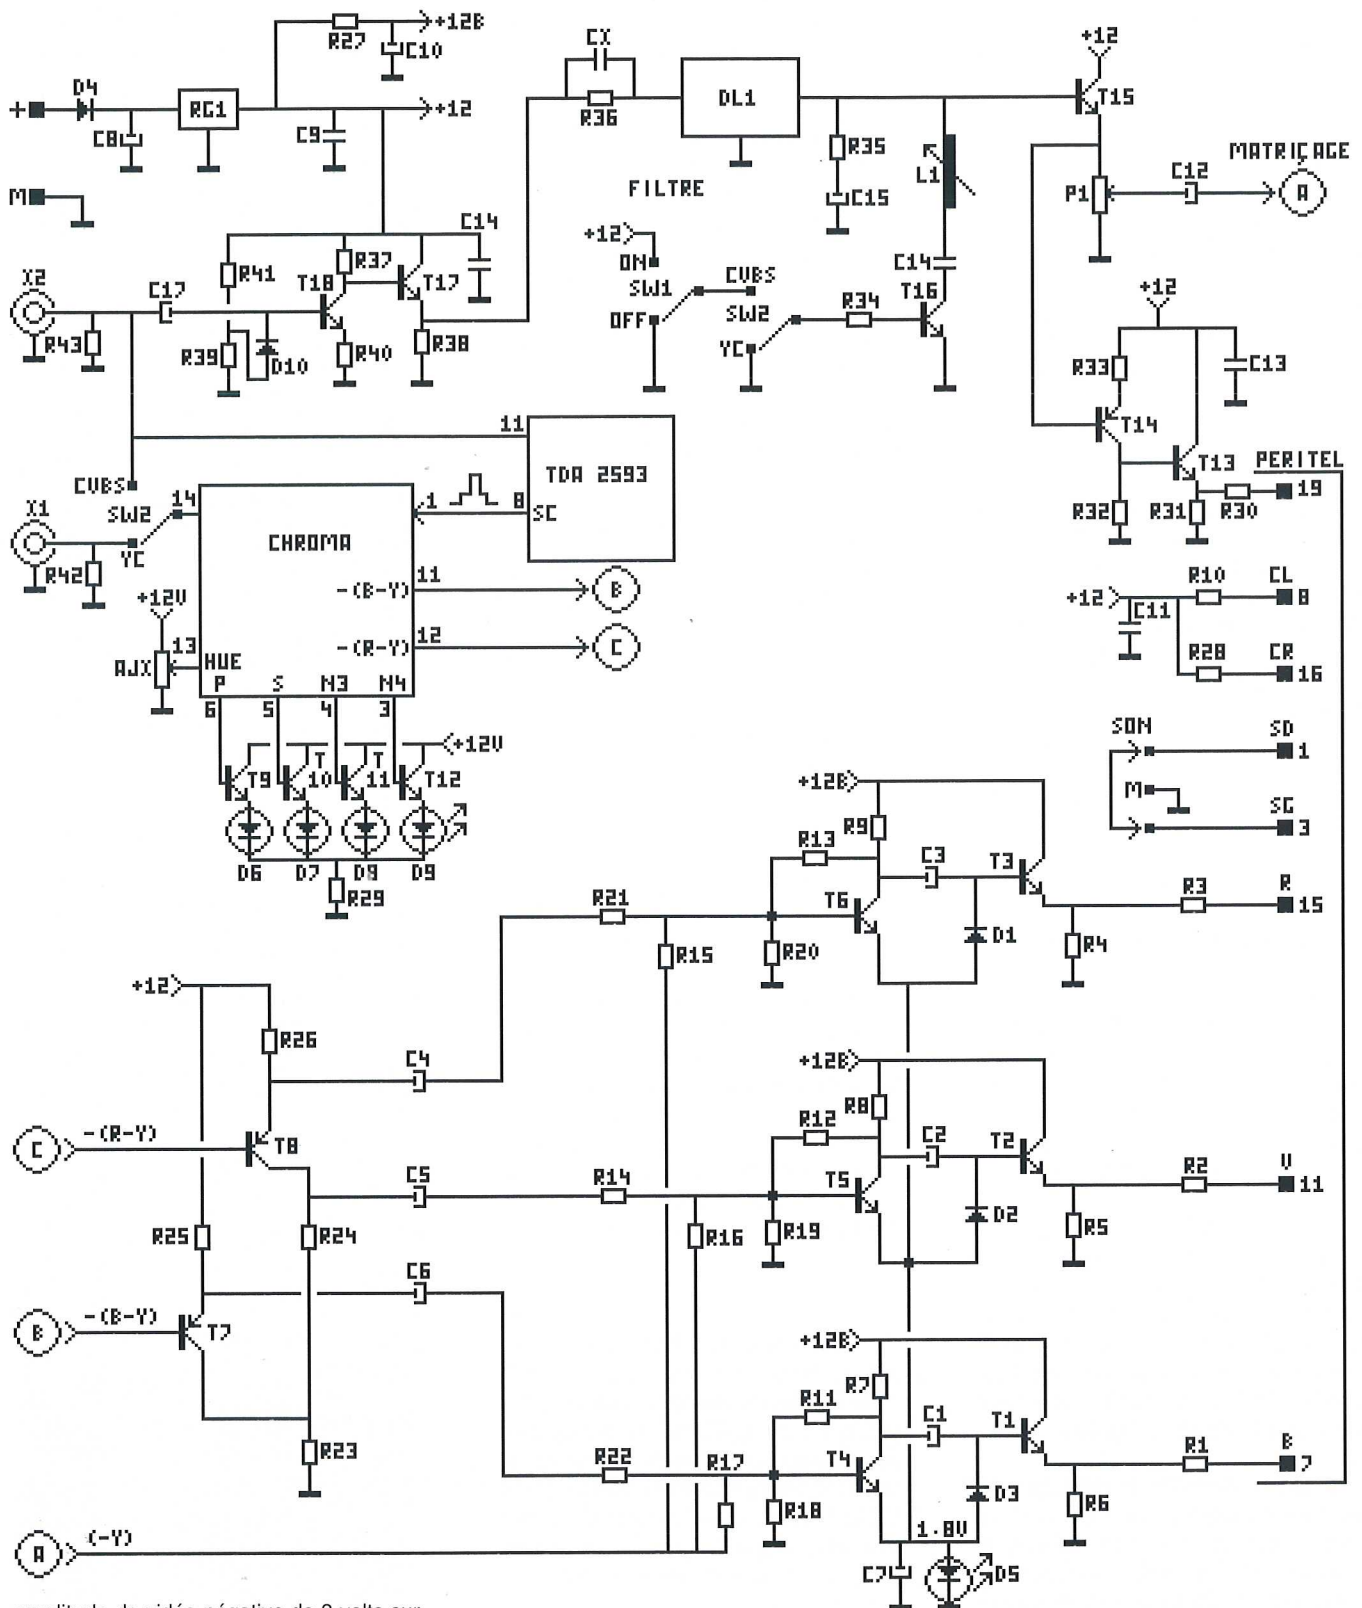 R27
+12B
C10
D4
+
RG1
C8
C9
+12
M
CX
R36
DL1
+12
T15
R35
L1
C15
P1
C12
MATRIÇAGE
A
FILTRE
+12
ON
SW1
OFF
CVBS
SW2
YC
R34
C14
T16
X2
R43
C17
R41
R39
D10
T18
R37
R40
T17
R38
C14
+12
R33
C13
T14
T13
PERITEL
19
R32
R31
R30
11
TDA 2593
8
SC
CVBS
SW2
14
X1
YC
R42
CHROMA
1
-(B-Y)
11
B
-(R-Y)
12
C
+12V
AJX
13
HUE
P
S
N3
N4
6
5
4
3
+12V
T9
T
10
T
11
T12
D6
D7
D8
D9
R29
+12
C11
R10
CL
8
R28
CR
16
SON
SD
1
M
SG
3
+12B
R9
R13
C3
T3
T6
R21
R15
R20
D1
R4
R3
R
15
+12
R26
C4
C
-(R-Y)
T8
C5
R14
R25
R24
R16
C6
B
-(B-Y)
T7
R23
+12B
R8
R12
C2
T2
T5
R19
D2
R5
R2
V
11
+12B
R7
R11
C1
T1
T4
R22
R17
R18
D3
R6
R1
B
7
1.8V
A
(-Y)
C7
D5